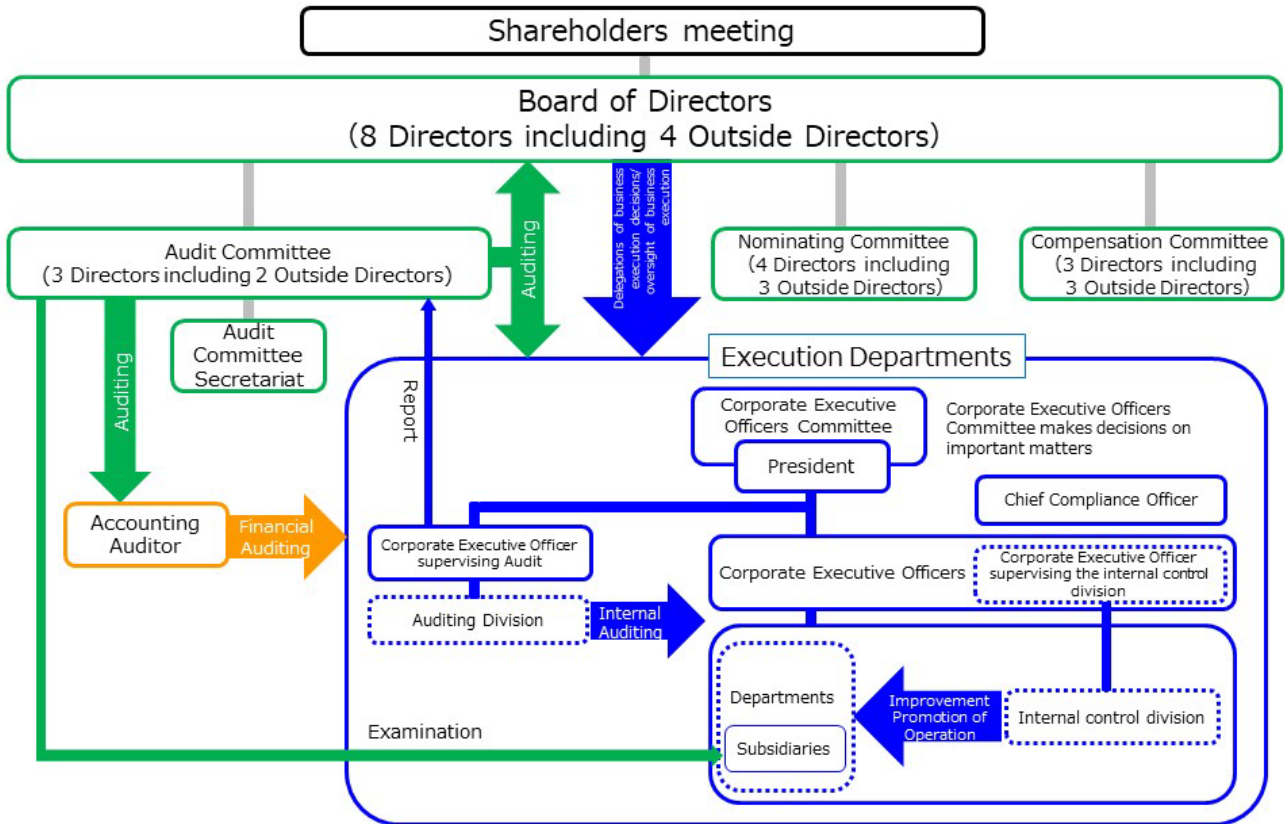 Shareholders meeting
Board of Directors
(8 Directors including 4 Outside Directors)
Auditing
Delegations of business
execution decisions/
oversight of business
execution
Audit Committee
(3 Directors including 2 Outside Directors)
Nominating Committee
(4 Directors including
3 Outside Directors)
Compensation Committee
(3 Directors including
3 Outside Directors)
Auditing
Audit
Committee
Secretariat
Report
Execution Departments
Corporate Executive
Officers Committee
Corporate Executive Officers
Committee makes decisions on
important matters
President
Chief Compliance Officer
Accounting
Auditor
Financial
Auditing
Corporate Executive Officer
supervising Audit
Corporate Executive Officers
Corporate Executive Officer
supervising the internal control
division
Auditing Division
Internal
Auditing
Departments
Improvement
Promotion of
Operation
Internal control division
Examination
Subsidiaries